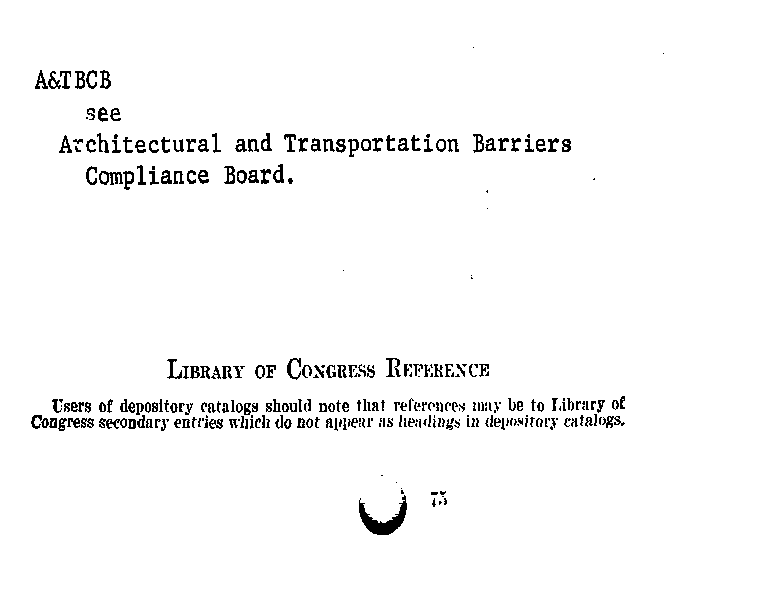 A&TBCB
see
Architectural and Transportation Barriers
Compliance Board.
LIBRARY OF CONGRESS REFERENCE
Users of depository catalogs should note that references may be to Library of
Congress secondary entries which do not appear as headings in depository catalogs.
75